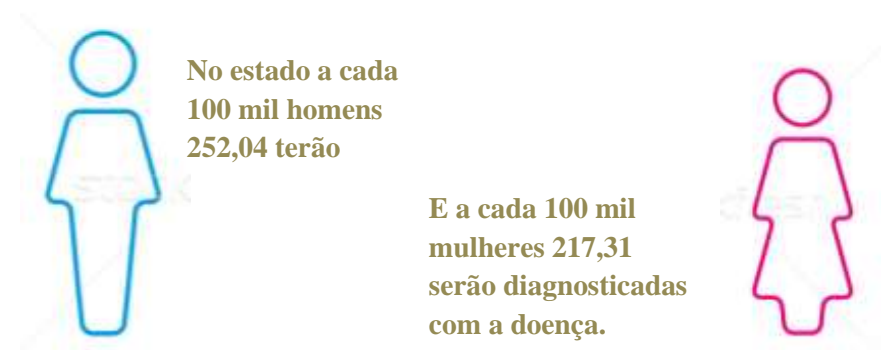 No estado a cada
100 mil homens
252,04 terão
E a cada 100 mil
mulheres 217,31
serão diagnosticadas
com a doença.